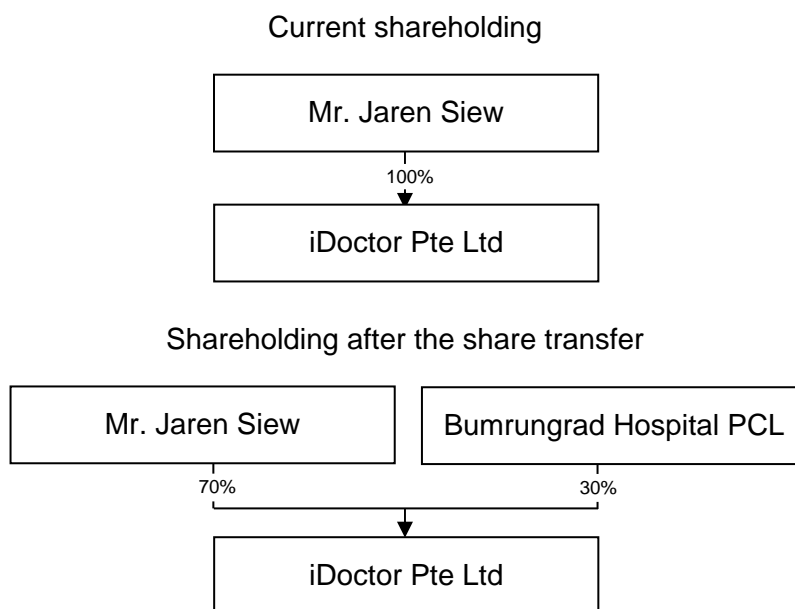 Current shareholding
Mr. Jaren Siew
100%
iDoctor Pte Ltd
Shareholding after the share transfer
Mr. Jaren Siew
Bumrungrad Hospital PCL
70%
30%
iDoctor Pte Ltd